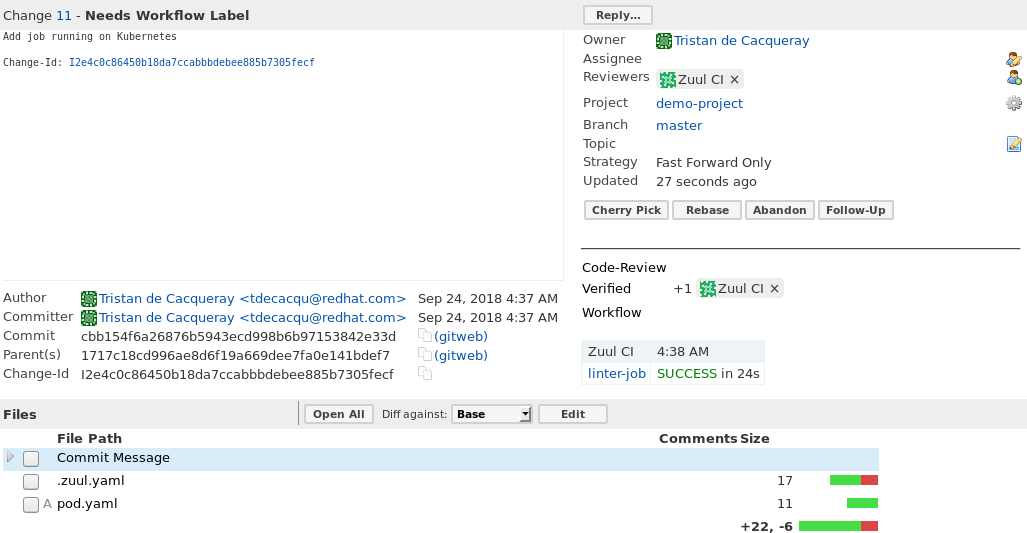 Change 11 - Needs Workflow Label
Reply...
Add job running on Kubernetes
Change-Id: I2e4c0c86450b18da7ccabbbdebee885b7305fecf
Owner Tristan de Cacqueray
Assignee
Reviewers Zuul CI ×
Project demo-project
Branch master
Topic
Strategy Fast Forward Only
Updated 27 seconds ago
Cherry Pick Rebase Abandon Follow-Up
Code-Review
Verified +1 Zuul CI ×
Workflow
Zuul CI 4:38 AM
linter-job SUCCESS in 24s
Author Tristan de Cacqueray <tdecacqu@redhat.com> Sep 24, 2018 4:37 AM
Committer Tristan de Cacqueray <tdecacqu@redhat.com> Sep 24, 2018 4:37 AM
Commit cbb154f6a26876b5943ecd998b6b97153842e33d (gitweb)
Parent(s) 1717c18cd996ae8d6f19a669dee7fa0e141bdef7 (gitweb)
Change-Id I2e4c0c86450b18da7ccabbbdebee885b7305fecf
Files Open All Diff against: Base Edit
File Path Comments Size
Commit Message
.zuul.yaml 17
A pod.yaml 11
+22, -6